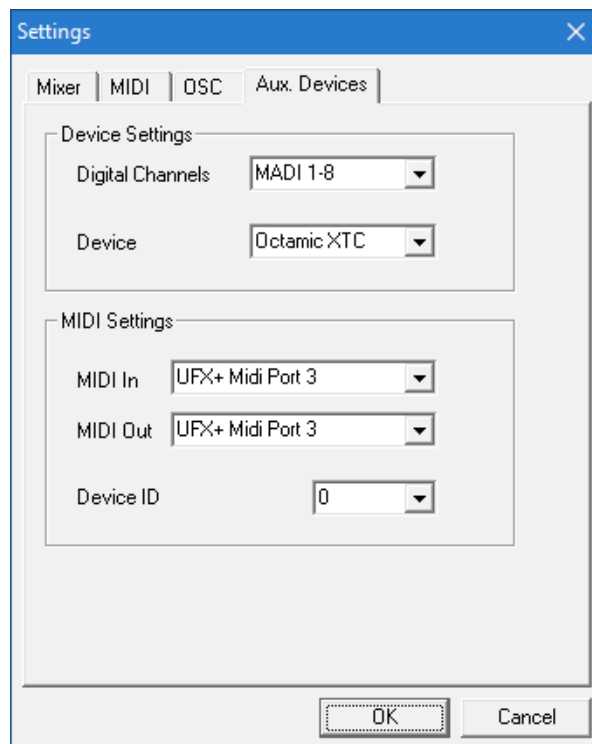 Settings
Mixer MIDI OSC Aux. Devices
Device Settings
Digital Channels MADI 1-8
Device Octamic XTC
MIDI Settings
MIDI In UFX+ Midi Port 3
MIDI Out UFX+ Midi Port 3
Device ID 0
OK Cancel